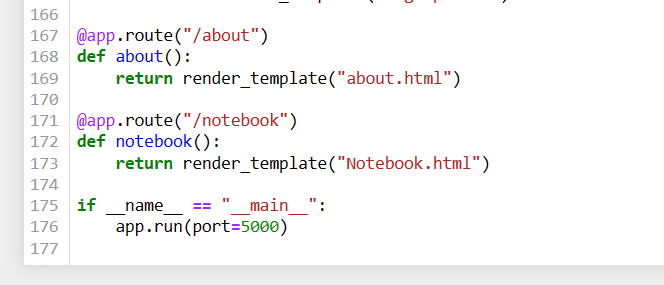 166
167 @app.route("/about")
168 def about():
169     return render_template("about.html")
170
171 @app.route("/notebook")
172 def notebook():
173     return render_template("Notebook.html")
174
175 if __name__ == "__main__":
176     app.run(port=5000)
177